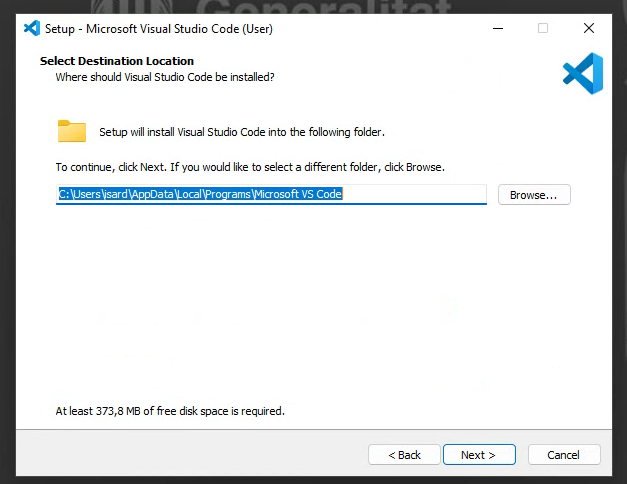 Generalitat
Setup - Microsoft Visual Studio Code (User)
Select Destination Location
Where should Visual Studio Code be installed?
Setup will install Visual Studio Code into the following folder.
To continue, click Next. If you would like to select a different folder, click Browse.
C:\Users\isard\AppData\Local\Programs\Microsoft VS Code
Browse...
At least 373,8 MB of free disk space is required.
< Back
Next >
Cancel